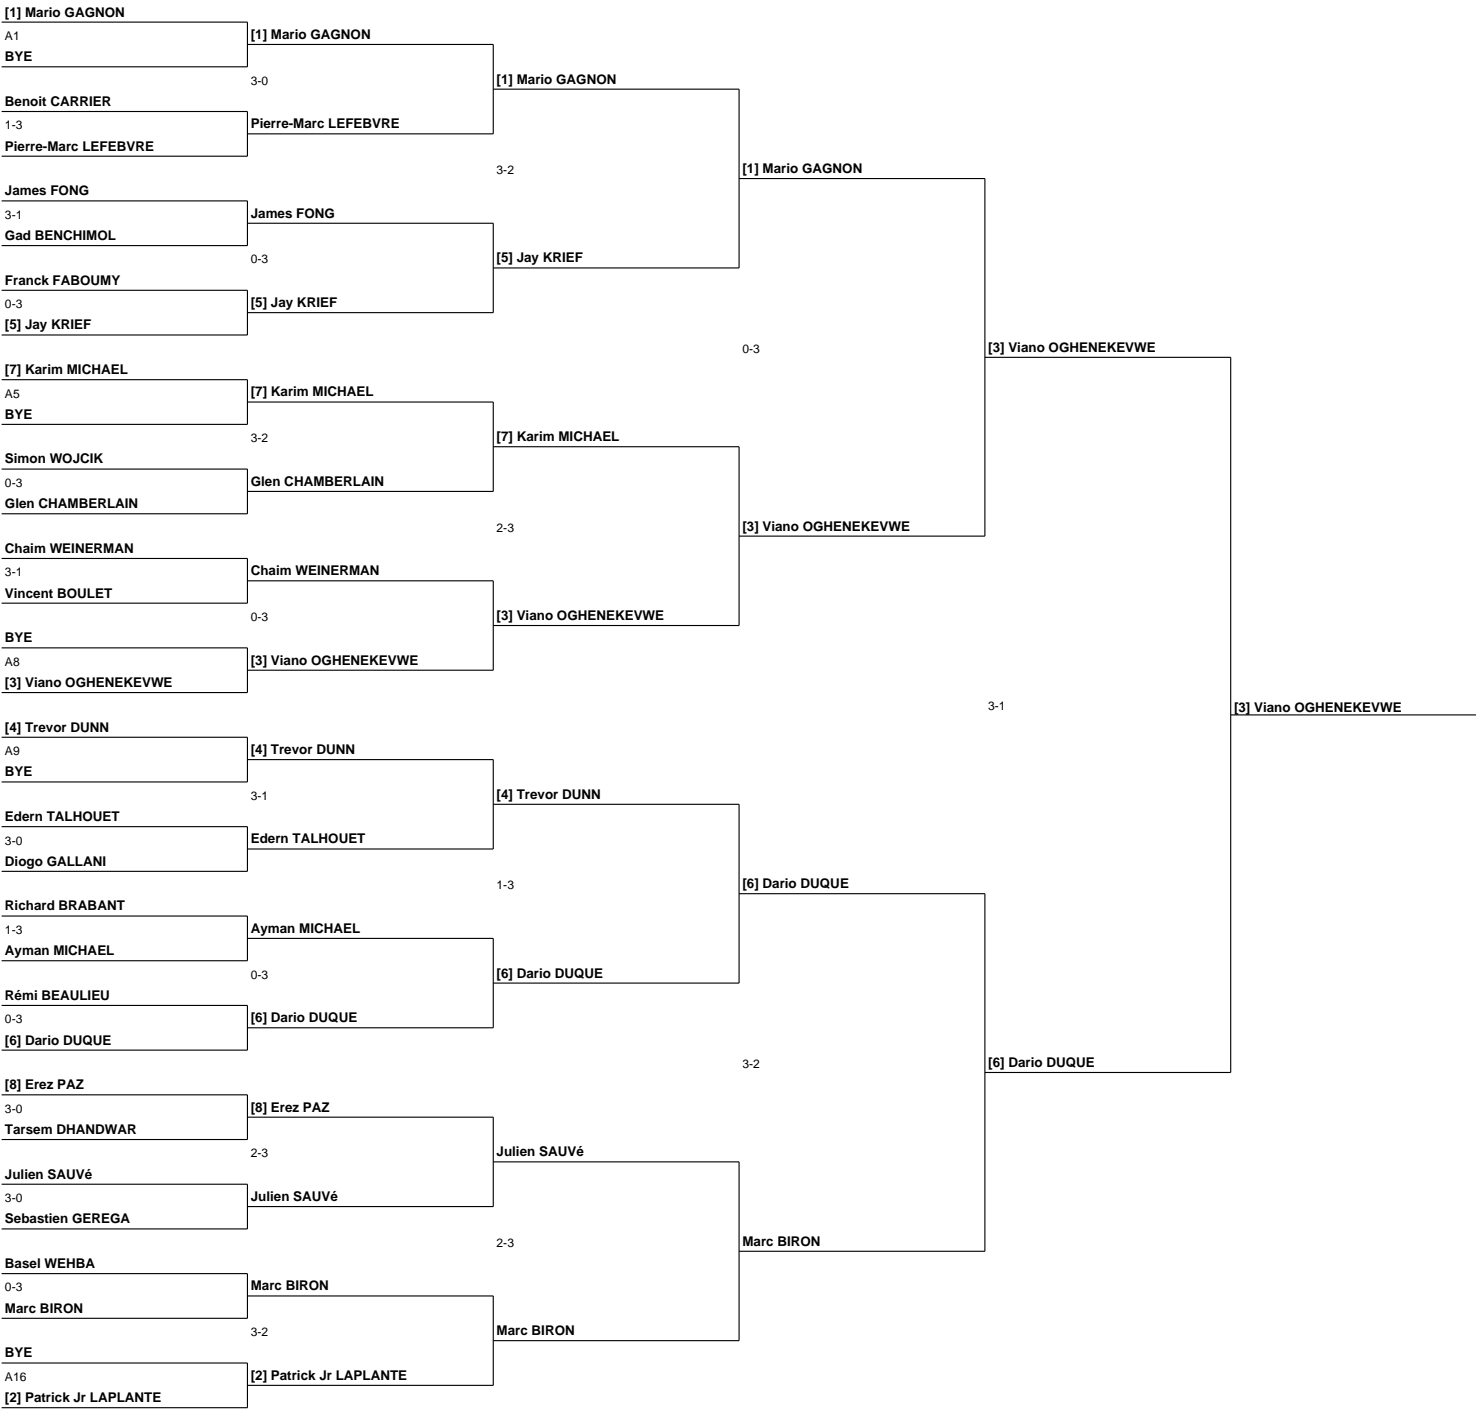 [1] Mario GAGNON
A1
BYE
Benoit CARRIER
1-3
Pierre-Marc LEFEBVRE
James FONG
3-1
Gad BENCHIMOL
Franck FABOUMY
0-3
[5] Jay KRIEF
[7] Karim MICHAEL
A5
BYE
Simon WOJCIK
0-3
Glen CHAMBERLAIN
Chaim WEINERMAN
3-1
Vincent BOULET
BYE
A8
[3] Viano OGHENEKEVWE
[4] Trevor DUNN
A9
BYE
Edern TALHOUET
3-0
Diogo GALLANI
Richard BRABANT
1-3
Ayman MICHAEL
Rémi BEAULIEU
0-3
[6] Dario DUQUE
[8] Erez PAZ
3-0
Tarsem DHANDWAR
Julien SAUVé
3-0
Sebastien GEREGA
Basel WEHBA
0-3
Marc BIRON
BYE
A16
[2] Patrick Jr LAPLANTE
[1] Mario GAGNON
3-0
Pierre-Marc LEFEBVRE
James FONG
0-3
[5] Jay KRIEF
[7] Karim MICHAEL
3-2
Glen CHAMBERLAIN
Chaim WEINERMAN
0-3
[3] Viano OGHENEKEVWE
[4] Trevor DUNN
3-1
Edern TALHOUET
Ayman MICHAEL
0-3
[6] Dario DUQUE
[8] Erez PAZ
2-3
Julien SAUVé
Marc BIRON
3-2
[2] Patrick Jr LAPLANTE
[1] Mario GAGNON
3-2
[5] Jay KRIEF
[7] Karim MICHAEL
2-3
[3] Viano OGHENEKEVWE
[4] Trevor DUNN
1-3
[6] Dario DUQUE
Julien SAUVé
2-3
Marc BIRON
[1] Mario GAGNON
0-3
[3] Viano OGHENEKEVWE
[6] Dario DUQUE
3-2
Marc BIRON
[3] Viano OGHENEKEVWE
3-1
[6] Dario DUQUE
[3] Viano OGHENEKEVWE